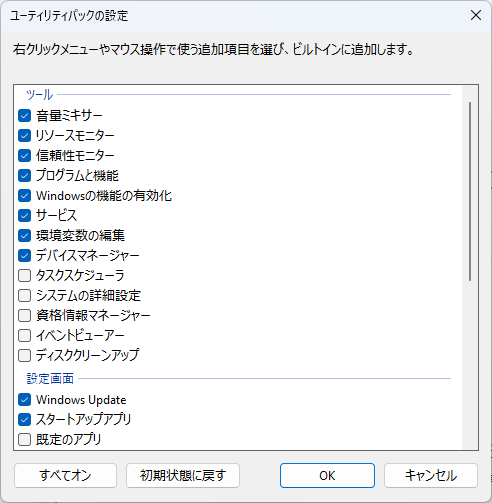 ユーティリティパックの設定
右クリックメニューやマウス操作で使う追加項目を選び、ビルトインに追加します。
ツール
音量ミキサー
リソースモニター
信頼性モニター
プログラムと機能
Windowsの機能の有効化
サービス
環境変数の編集
デバイスマネージャー
タスクスケジューラ
システムの詳細設定
資格情報マネージャー
イベントビューアー
ディスククリーンアップ
設定画面
Windows Update
スタートアップアプリ
既定のアプリ
すべてオン
初期状態に戻す
OK
キャンセル